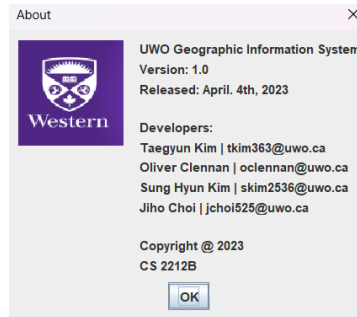 About
Western
UWO Geographic Information System
Version: 1.0
Released: April. 4th, 2023
Developers:
Taegyun Kim | tkim363@uwo.ca
Oliver Clennan | oclennan@uwo.ca
Sung Hyun Kim | skim2536@uwo.ca
Jiho Choi | jchoi525@uwo.ca
Copyright @ 2023
CS 2212B
OK